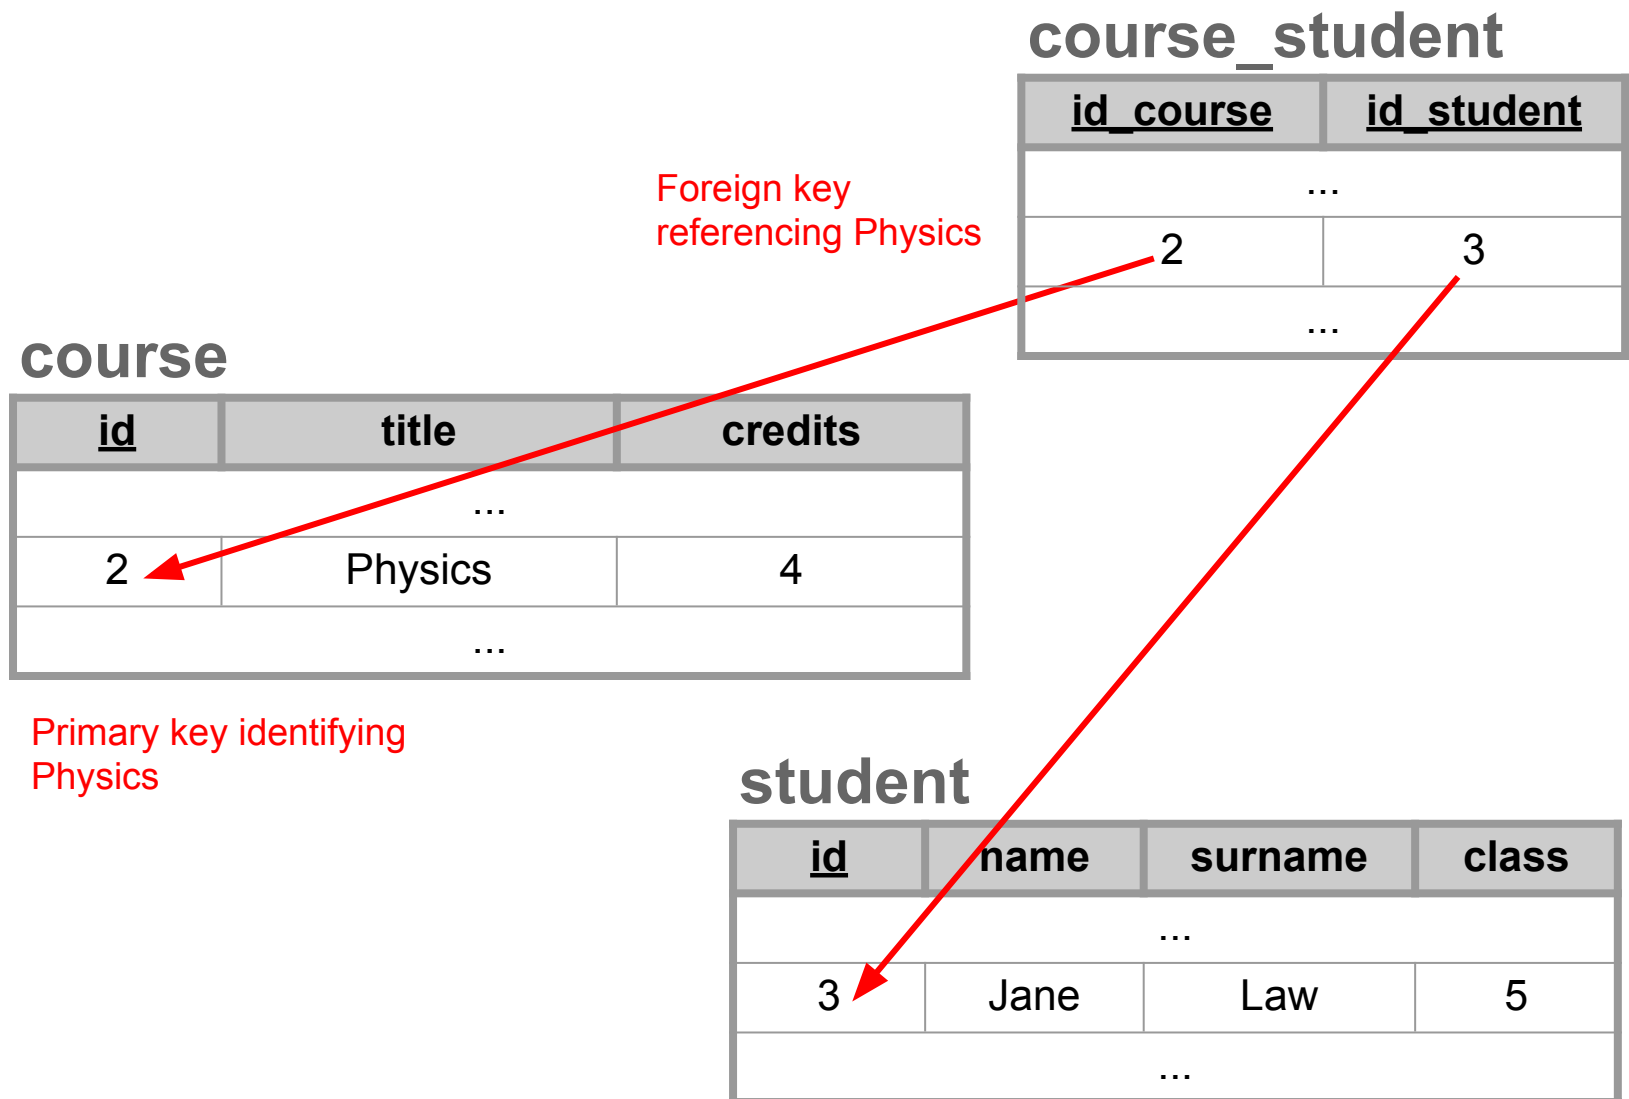 course_student
id_course id_student
...
Foreign key
referencing Physics
2 3
...
course
id title credits
...
2 Physics 4
...
Primary key identifying
Physics
student
id name surname class
...
3 Jane Law 5
...